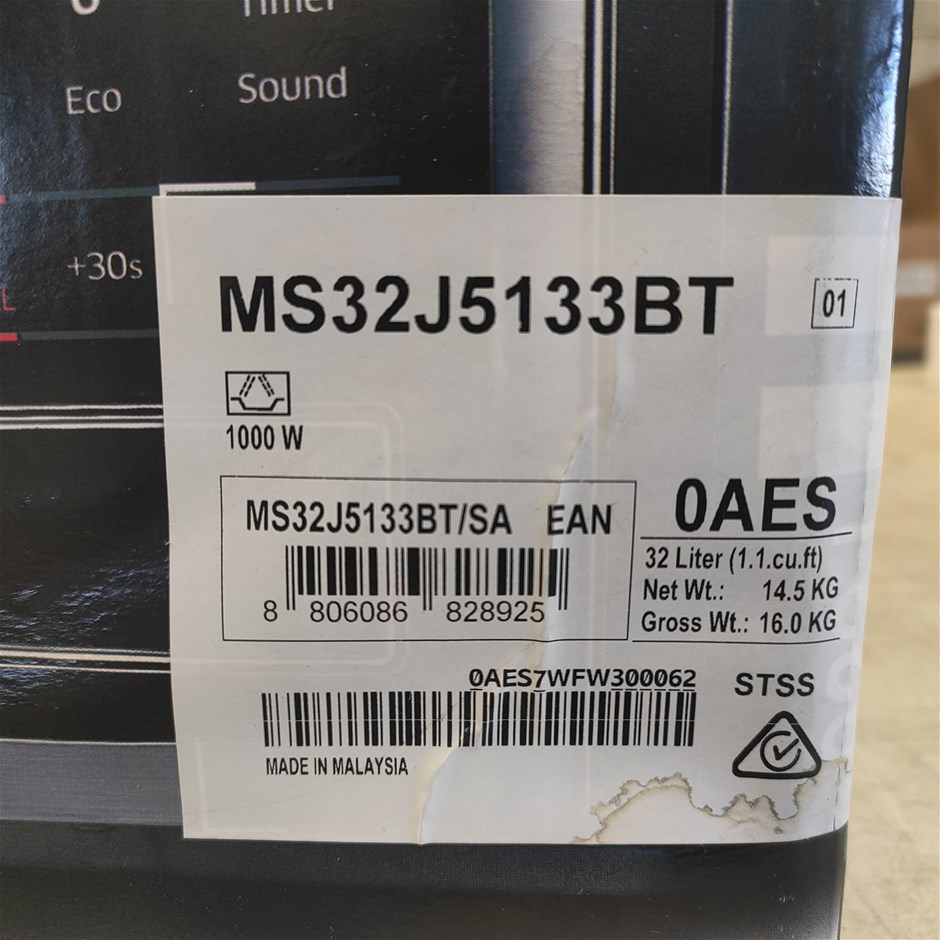 Timer
Eco Sound
+30s
MS32J5133BT 01
1000 W
MS32J5133BT/SA EAN
8 806086 828925
0AES
32 Liter (1.1.cu.ft)
Net Wt.: 14.5 KG
Gross Wt.: 16.0 KG
0AES7WFW300062
STSS
MADE IN MALAYSIA